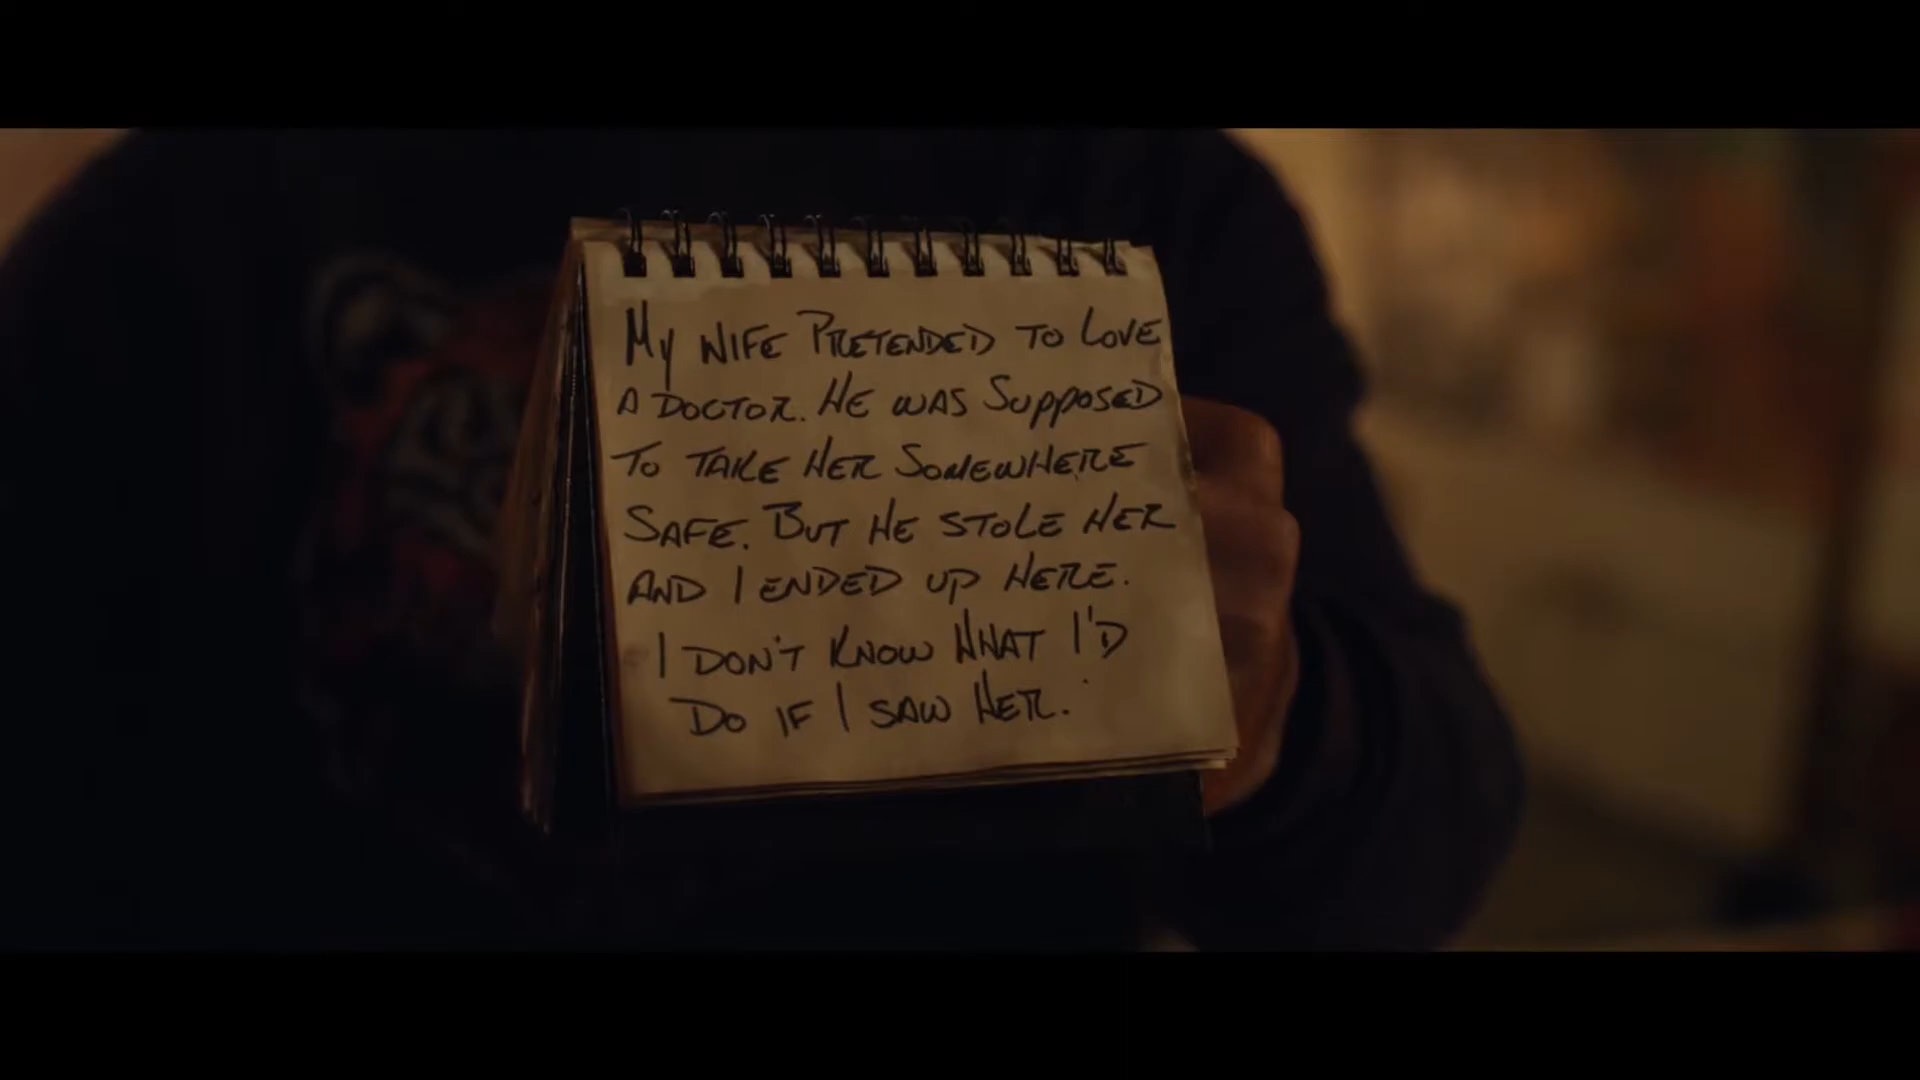 My wife pretended to love
a doctor. He was supposed
to take her somewhere
safe. But he stole her
and I ended up here.
I don't know what I'd
do if I saw her.